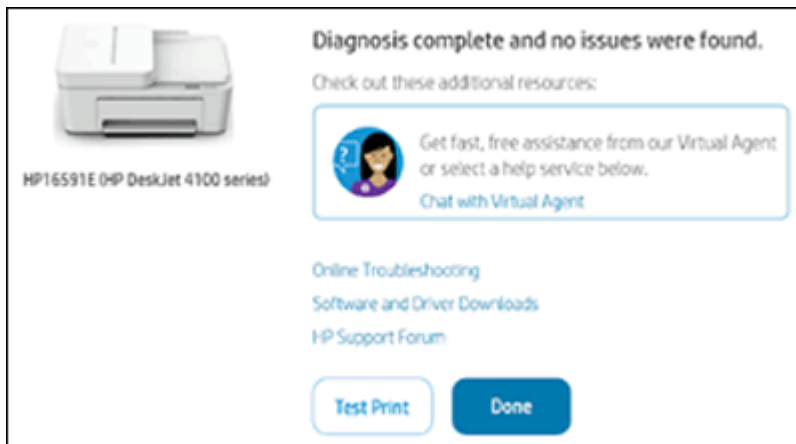 Diagnosis complete and no issues were found.
Check out these additional resources:
Get fast, free assistance from our Virtual Agent
or select a help service below.
Chat with Virtual Agent
HP16591E (HP DeskJet 4100 series)
Online Troubleshooting
Software and Driver Downloads
HP Support Forum
Test Print
Done